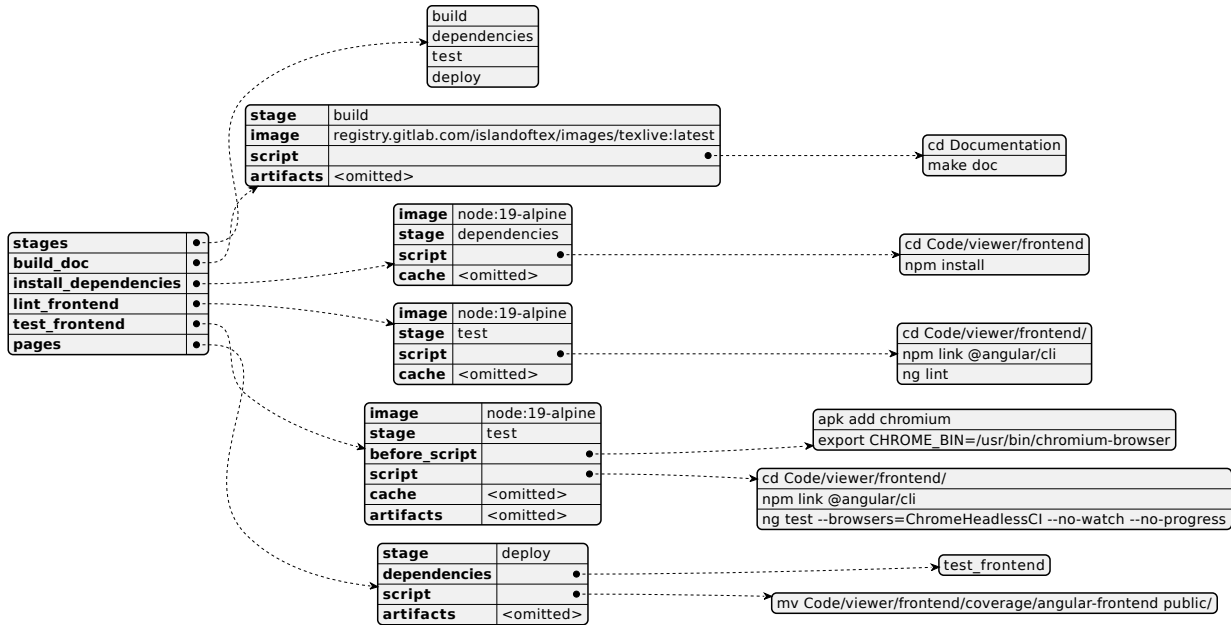 build
dependencies
test
deploy
stage build
image registry.gitlab.com/islandoftex/images/texlive:latest
script
artifacts <omitted>
cd Documentation
make doc
stages
build_doc
install_dependencies
lint_frontend
test_frontend
pages
image node:19-alpine
stage dependencies
script
cache <omitted>
cd Code/viewer/frontend
npm install
image node:19-alpine
stage test
script
cache <omitted>
cd Code/viewer/frontend/
npm link @angular/cli
ng lint
image node:19-alpine
stage test
before_script
script
cache <omitted>
artifacts <omitted>
apk add chromium
export CHROME_BIN=/usr/bin/chromium-browser
cd Code/viewer/frontend/
npm link @angular/cli
ng test --browsers=ChromeHeadlessCI --no-watch --no-progress
stage deploy
dependencies
script
artifacts <omitted>
test_frontend
mv Code/viewer/frontend/coverage/angular-frontend public/